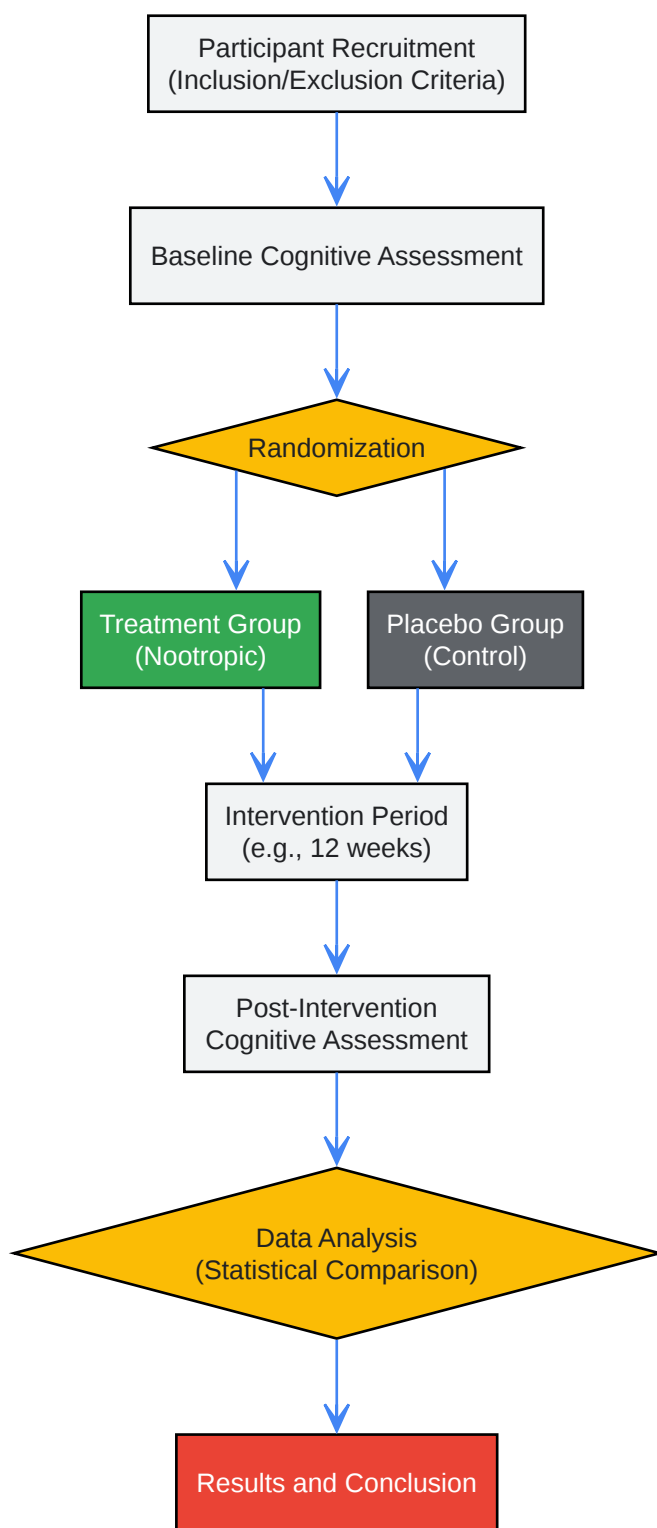 Participant Recruitment
(Inclusion/Exclusion Criteria)
Baseline Cognitive Assessment
Randomization
Treatment Group
(Nootropic)
Placebo Group
(Control)
Intervention Period
(e.g., 12 weeks)
Post-Intervention
Cognitive Assessment
Data Analysis
(Statistical Comparison)
Results and Conclusion